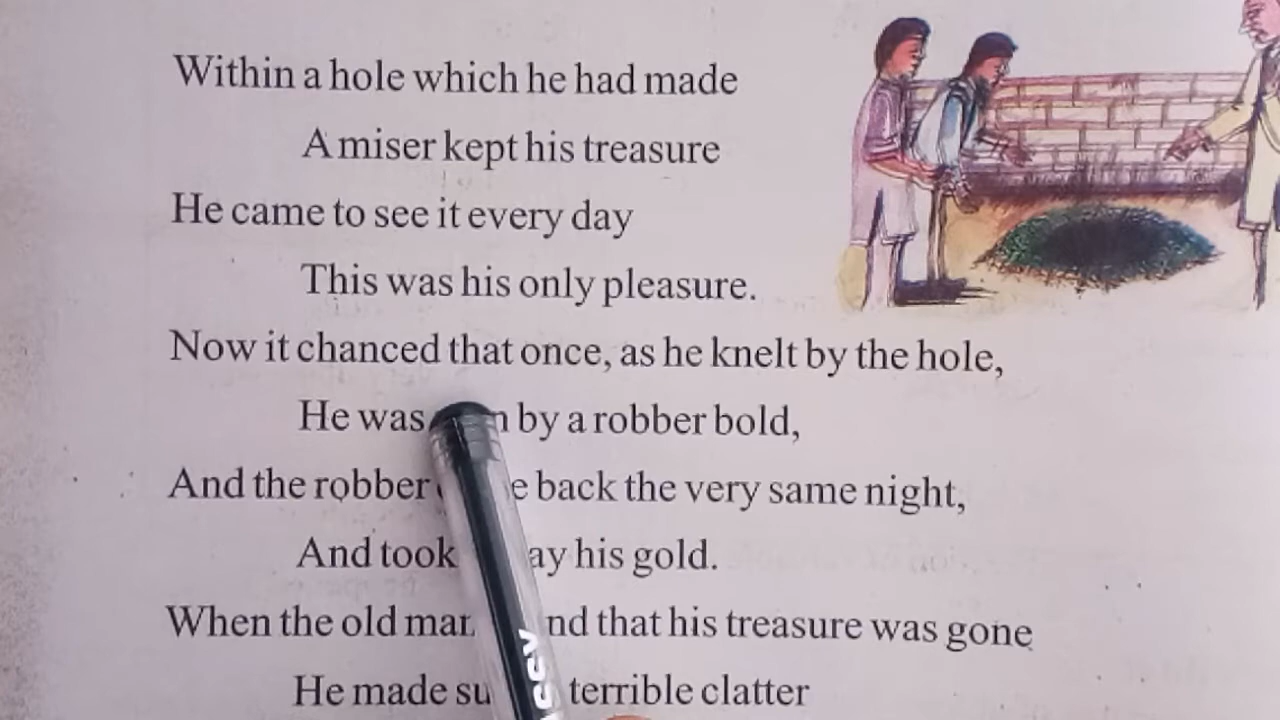 Within a hole which he had made
A miser kept his treasure
He came to see it every day
This was his only pleasure.
Now it chanced that once, as he knelt by the hole,
He was by a robber bold,
And the robber back the very same night,
And took his gold.
When the old man that his treasure was gone
He made terrible clatter